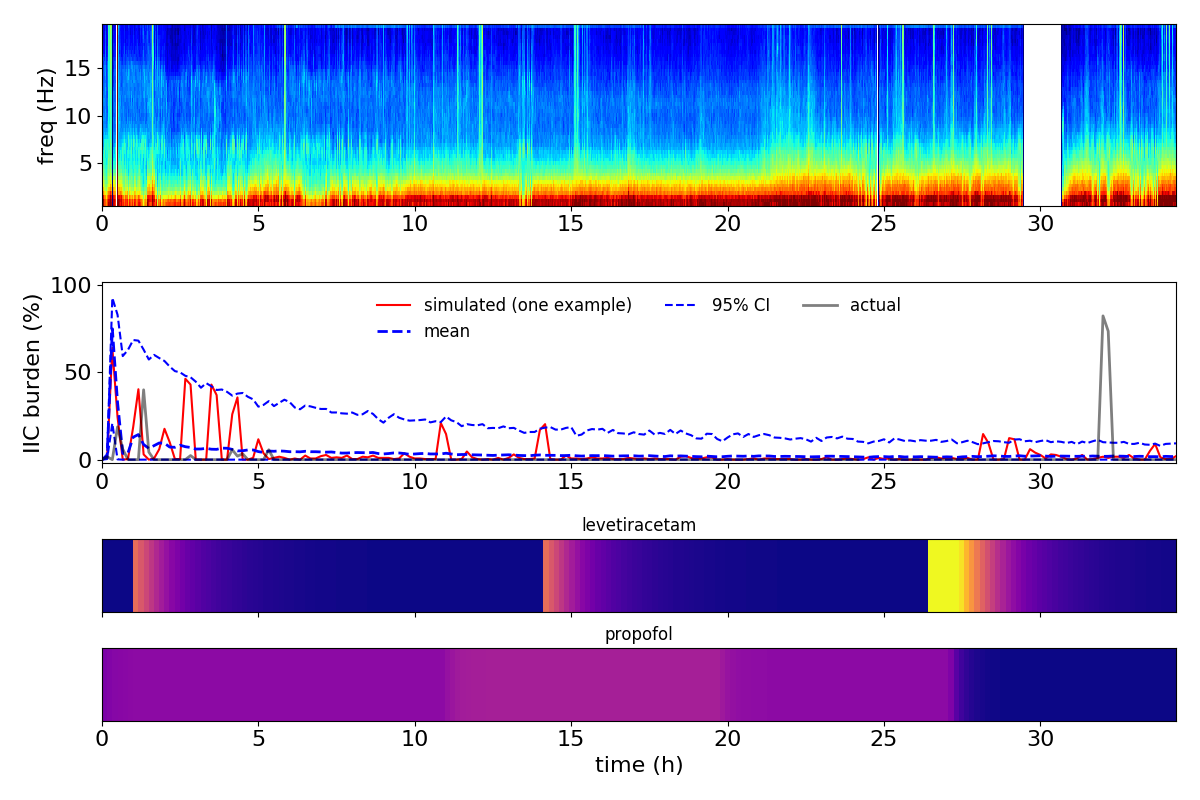 freq (Hz)
15
10
5
0 5 10 15 20 25 30
IIC burden (%)
100
50
0
simulated (one example) 95% CI actual
mean
0 5 10 15 20 25 30
levetiracetam
propofol
0 5 10 15 20 25 30
time (h)